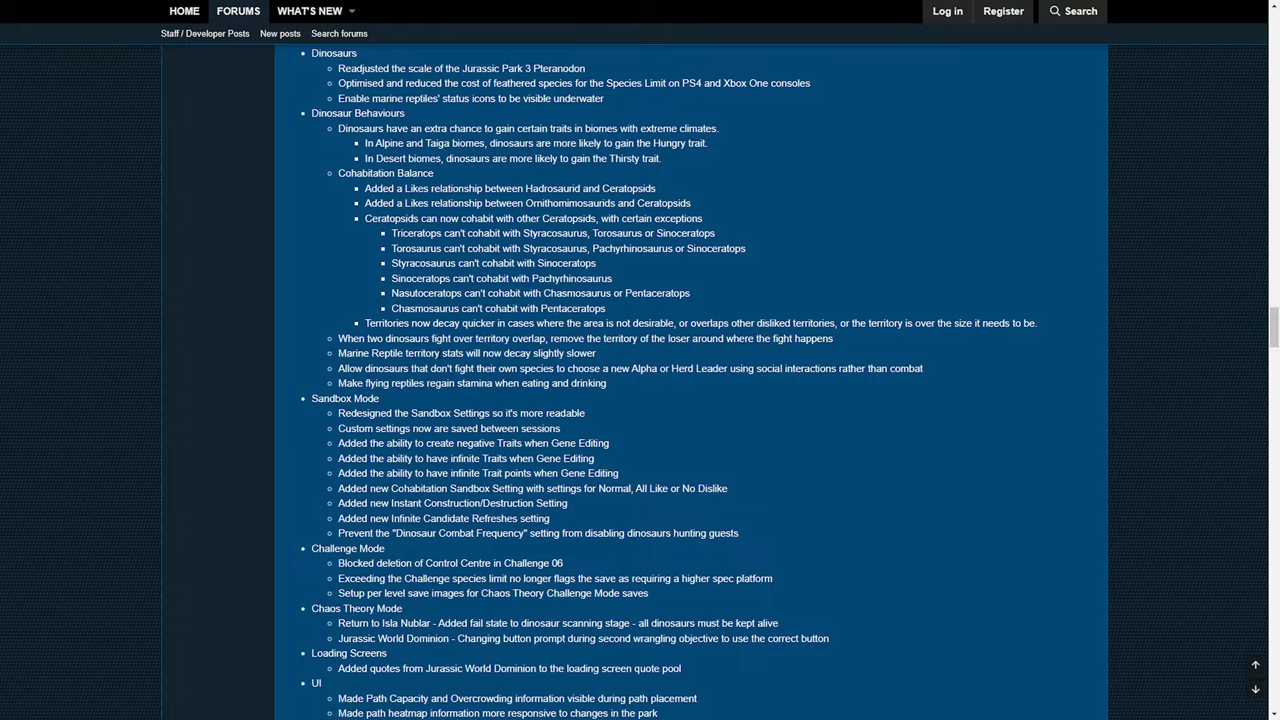 HOME
FORUMS
WHAT'S NEW
Log in
Register
Search
Staff / Developer Posts
New posts
Search forums
Dinosaurs
Readjusted the scale of the Jurassic Park 3 Pteranodon
Optimised and reduced the cost of feathered species for the Species Limit on PS4 and Xbox One consoles
Enable marine reptiles' status icons to be visible underwater
Dinosaur Behaviours
Dinosaurs have an extra chance to gain certain traits in biomes with extreme climates.
In Alpine and Taiga biomes, dinosaurs are more likely to gain the Hungry trait.
In Desert biomes, dinosaurs are more likely to gain the Thirsty trait.
Cohabitation Balance
Added a Likes relationship between Hadrosaurid and Ceratopsids
Added a Likes relationship between Ornithomimosaurids and Ceratopsids
Ceratopsids can now cohabit with other Ceratopsids, with certain exceptions
Triceratops can't cohabit with Styracosaurus, Torosaurus or Sinoceratops
Torosaurus can't cohabit with Styracosaurus, Pachyrhinosaurus or Sinoceratops
Styracosaurus can't cohabit with Sinoceratops
Sinoceratops can't cohabit with Pachyrhinosaurus
Nasutoceratops can't cohabit with Chasmosaurus or Pentaceratops
Chasmosaurus can't cohabit with Pentaceratops
Territories now decay quicker in cases where the area is not desirable, or overlaps other disliked territories, or the territory is over the size it needs to be.
When two dinosaurs fight over territory overlap, remove the territory of the loser around where the fight happens
Marine Reptile territory stats will now decay slightly slower
Allow dinosaurs that don't fight their own species to choose a new Alpha or Herd Leader using social interactions rather than combat
Make flying reptiles regain stamina when eating and drinking
Sandbox Mode
Redesigned the Sandbox Settings so it's more readable
Custom settings now are saved between sessions
Added the ability to create negative Traits when Gene Editing
Added the ability to have infinite Traits when Gene Editing
Added the ability to have infinite Trait points when Gene Editing
Added new Cohabitation Sandbox Setting with settings for Normal, All Like or No Dislike
Added new Instant Construction/Destruction Setting
Added new Infinite Candidate Refreshes setting
Prevent the "Dinosaur Combat Frequency" setting from disabling dinosaurs hunting guests
Challenge Mode
Blocked deletion of Control Centre in Challenge 06
Exceeding the Challenge species limit no longer flags the save as requiring a higher spec platform
Setup per level save images for Chaos Theory Challenge Mode saves
Chaos Theory Mode
Return to Isla Nublar - Added fail state to dinosaur scanning stage - all dinosaurs must be kept alive
Jurassic World Dominion - Changing button prompt during second wrangling objective to use the correct button
Loading Screens
Added quotes from Jurassic World Dominion to the loading screen quote pool
UI
Made Path Capacity and Overcrowding information visible during path placement
Made path heatmap information more responsive to changes in the park